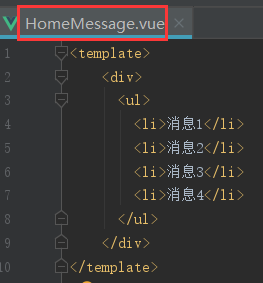 HomeMessage.vue
1 <template>
2 <div>
3 <ul>
4 <li>消息1</li>
5 <li>消息2</li>
6 <li>消息3</li>
7 <li>消息4</li>
8 </ul>
9 </div>
10 </template>